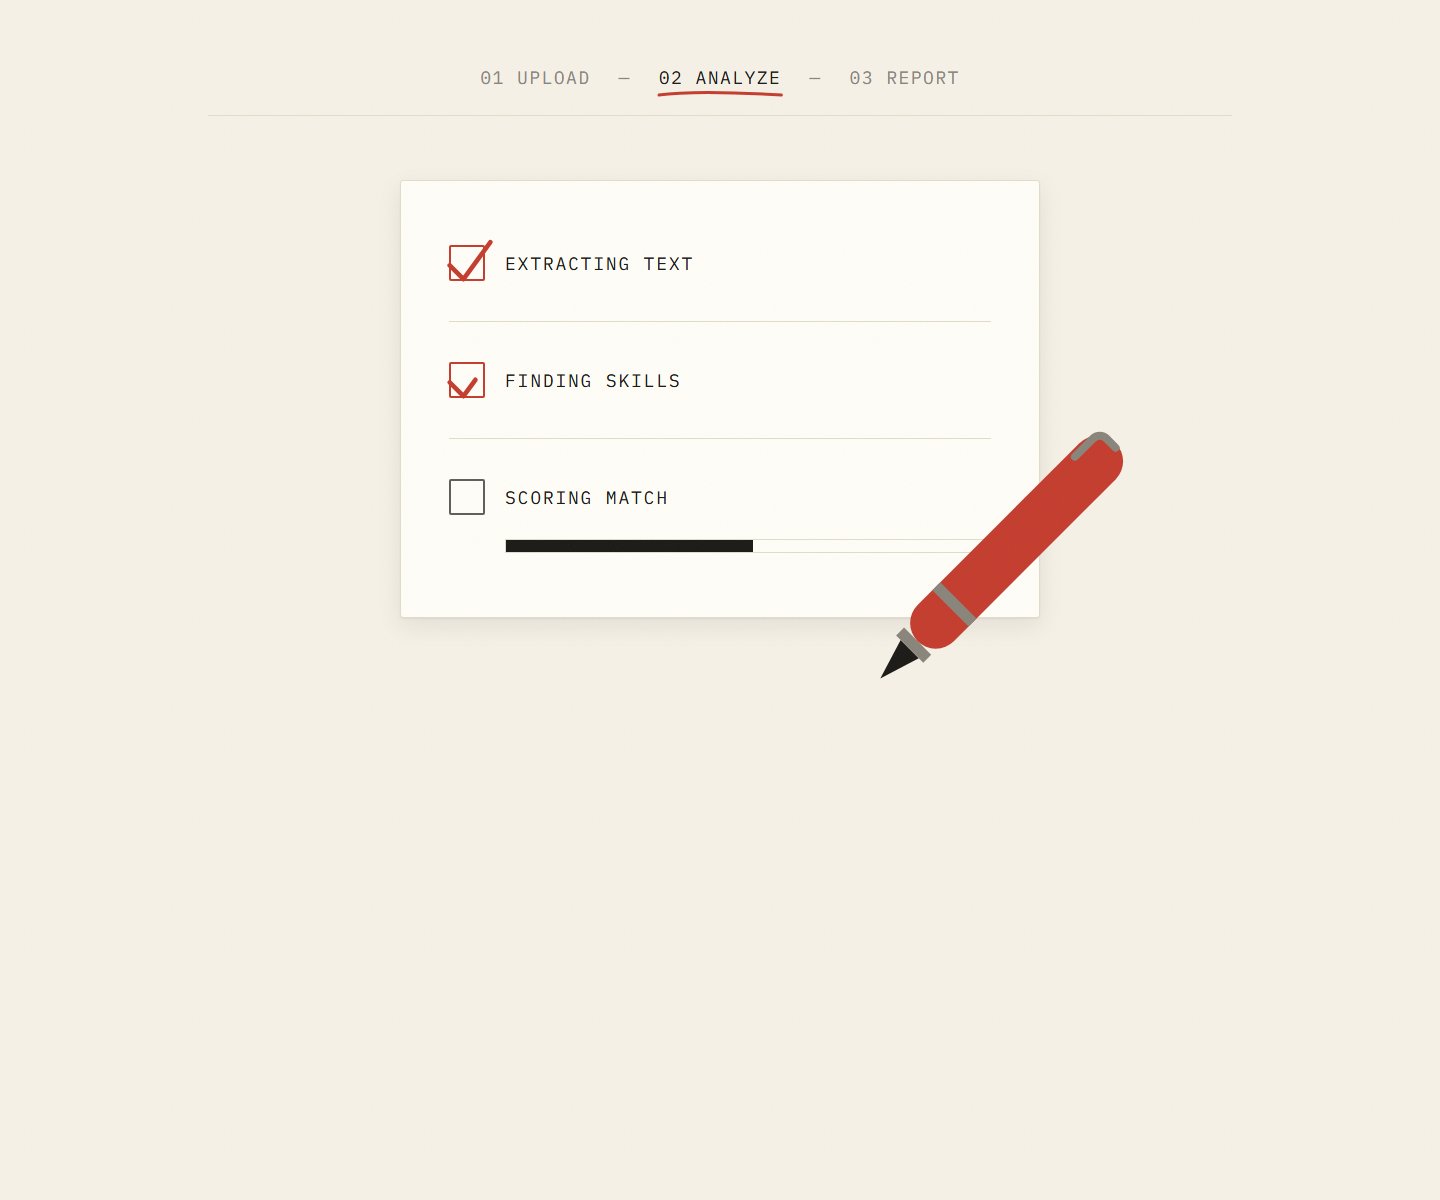 01 UPLOAD — 02 ANALYZE — 03 REPORT
EXTRACTING TEXT
FINDING SKILLS
SCORING MATCH